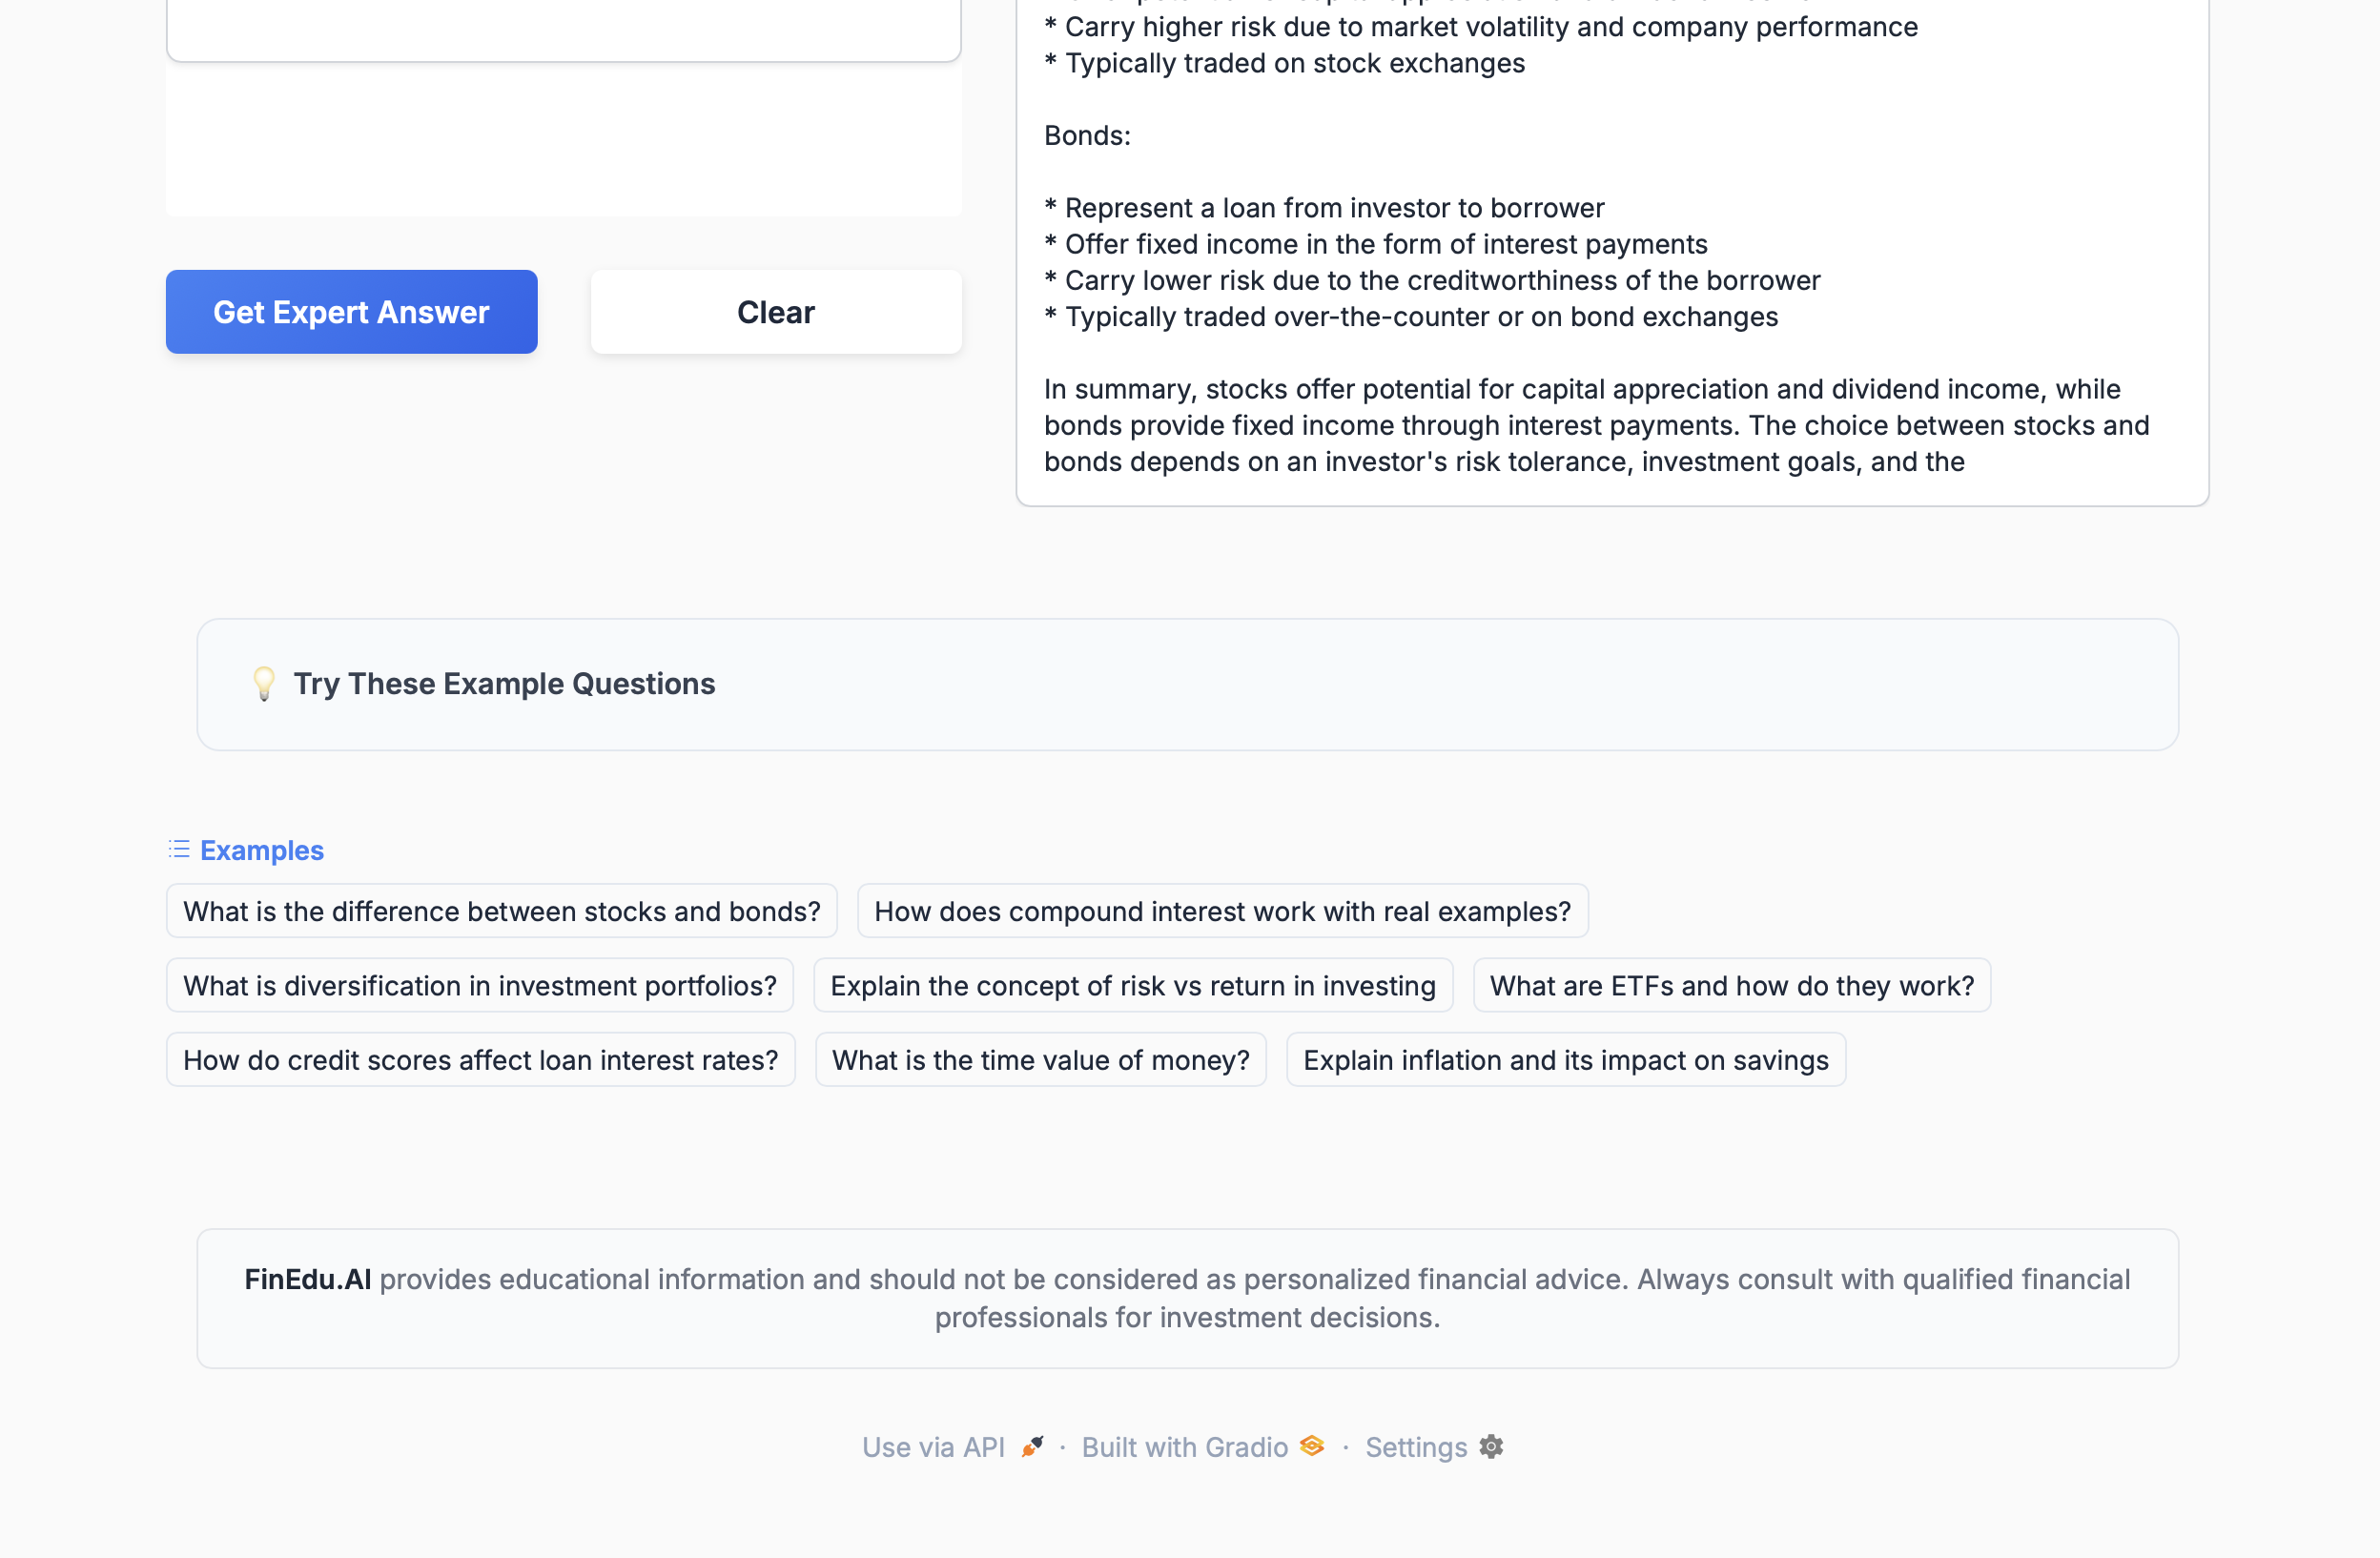 * Carry higher risk due to market volatility and company performance
* Typically traded on stock exchanges
Bonds:
* Represent a loan from investor to borrower
* Offer fixed income in the form of interest payments
* Carry lower risk due to the creditworthiness of the borrower
* Typically traded over-the-counter or on bond exchanges
In summary, stocks offer potential for capital appreciation and dividend income, while
bonds provide fixed income through interest payments. The choice between stocks and
bonds depends on an investor's risk tolerance, investment goals, and the
Get Expert Answer
Clear
Try These Example Questions
Examples
What is the difference between stocks and bonds?
How does compound interest work with real examples?
What is diversification in investment portfolios?
Explain the concept of risk vs return in investing
What are ETFs and how do they work?
How do credit scores affect loan interest rates?
What is the time value of money?
Explain inflation and its impact on savings
FinEdu.AI provides educational information and should not be considered as personalized financial advice. Always consult with qualified financial
professionals for investment decisions.
Use via API · Built with Gradio · Settings